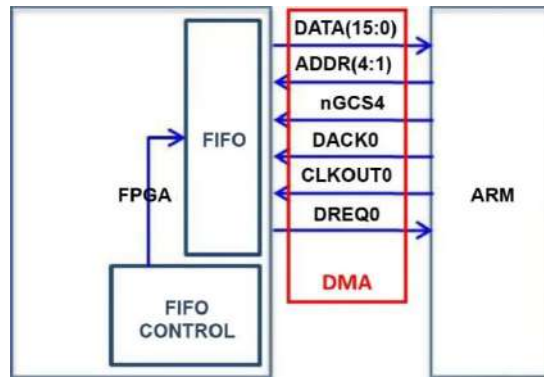 DATA(15:0)
ADDR(4:1)
nGCS4
FIFO
DACK0
CLKOUT0
FPGA
ARM
DREQ0
DMA
FIFO
CONTROL